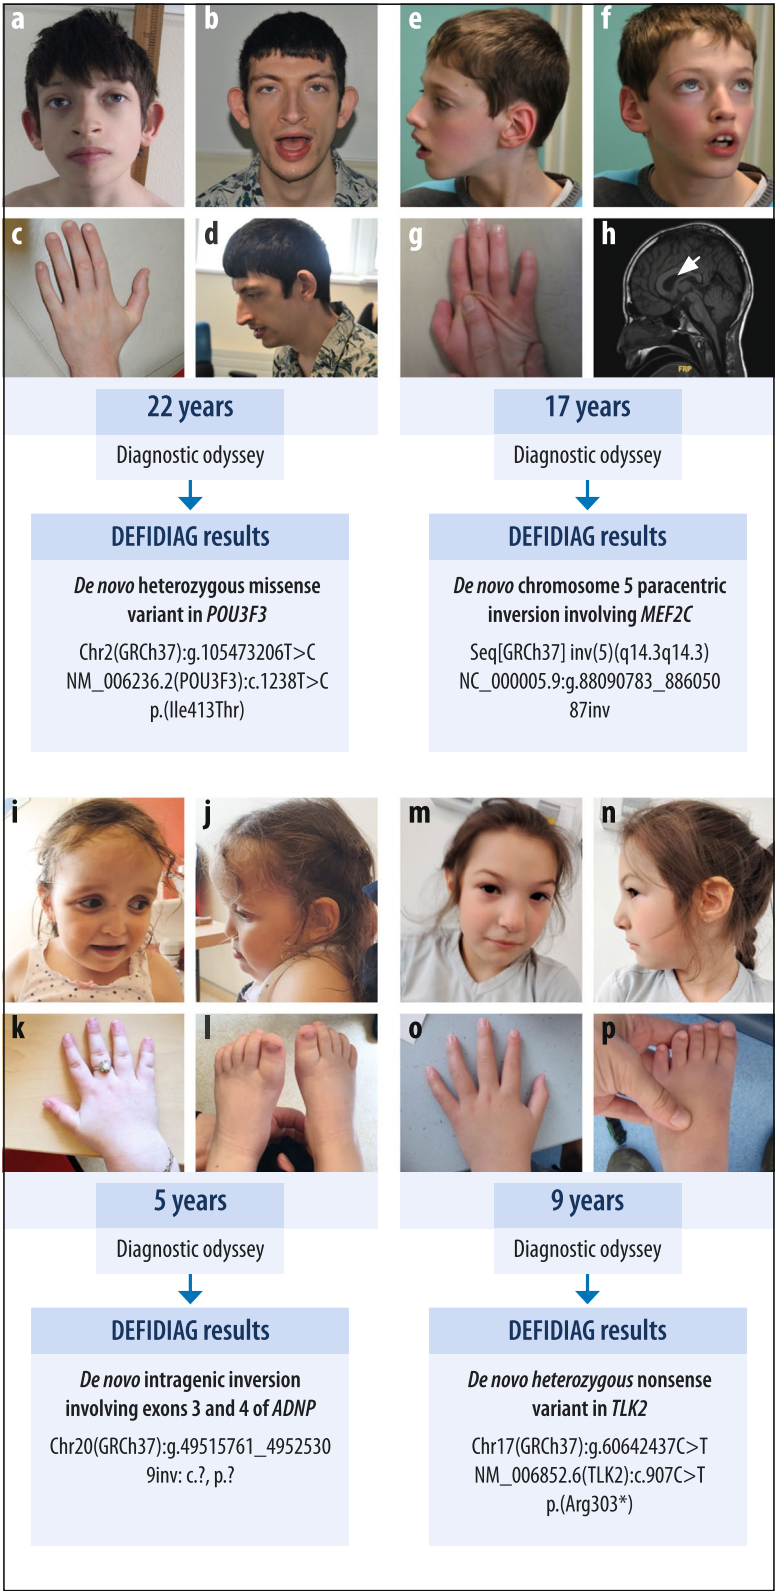 a
b
e
f
c
d
g
h
FRP
22 years
Diagnostic odyssey
DEFIDIAG results
De novo heterozygous missense
variant in POU3F3
Chr2(GRCh37):g.105473206T>C
NM_006236.2(POU3F3):c.1238T>C
p.(Ile413Thr)
17 years
Diagnostic odyssey
DEFIDIAG results
De novo chromosome 5 paracentric
inversion involving MEF2C
Seq[GRCh37] inv(5)(q14.3q14.3)
NC_000005.9:g.88090783_886050
87inv
i
j
m
n
k
l
o
p
5 years
Diagnostic odyssey
DEFIDIAG results
De novo intragenic inversion
involving exons 3 and 4 of ADNP
Chr20(GRCh37):g.49515761_4952530
9inv: c.?, p.?
9 years
Diagnostic odyssey
DEFIDIAG results
De novo heterozygous nonsense
variant in TLK2
Chr17(GRCh37):g.60642437C>T
NM_006852.6(TLK2):c.907C>T
p.(Arg303*)